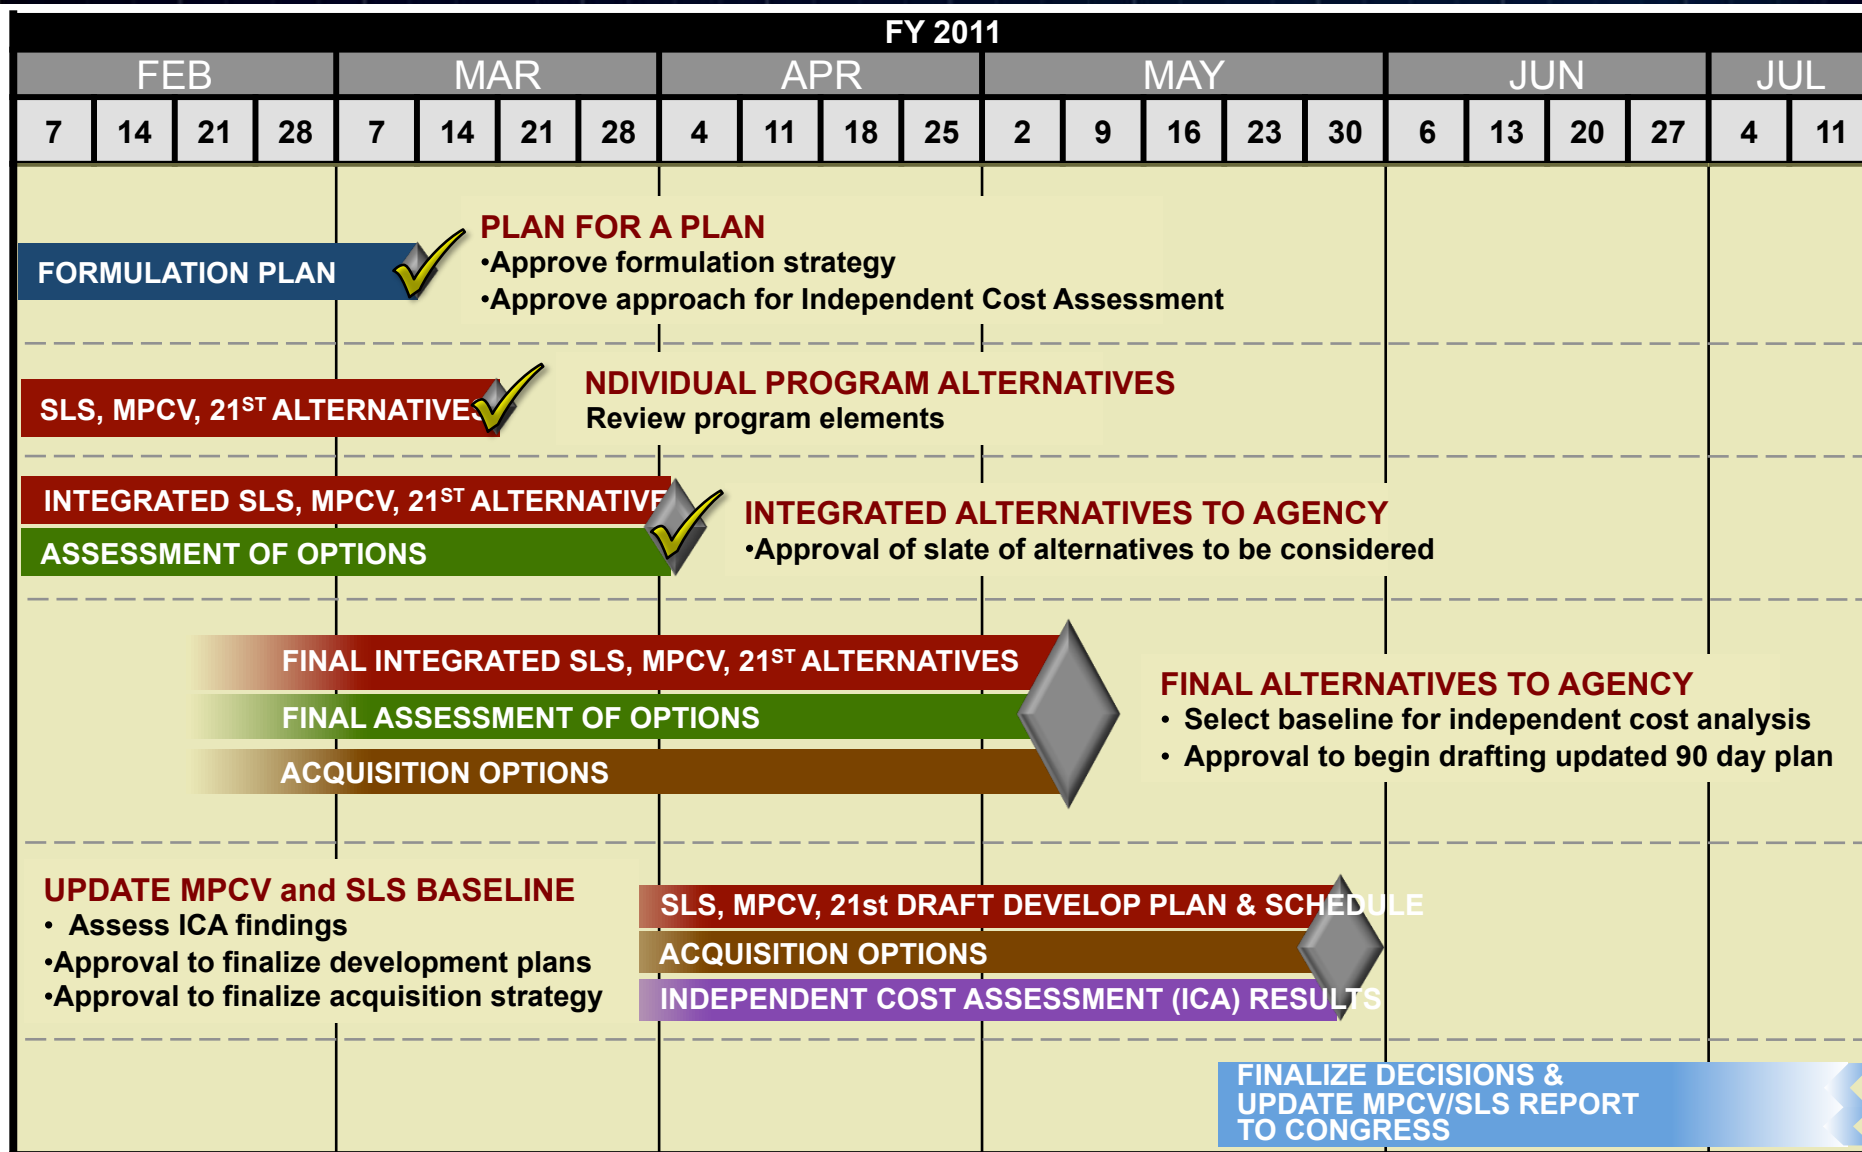 FY 2011
FEB MAR APR MAY JUN JUL
7 14 21 28 7 14 21 28 4 11 18 25 2 9 16 23 30 6 13 20 27 4 11
FORMULATION PLAN
PLAN FOR A PLAN
•Approve formulation strategy
•Approve approach for Independent Cost Assessment
SLS, MPCV, 21ST ALTERNATIVES
NDIVIDUAL PROGRAM ALTERNATIVES
Review program elements
INTEGRATED SLS, MPCV, 21ST ALTERNATIVE
ASSESSMENT OF OPTIONS
INTEGRATED ALTERNATIVES TO AGENCY
•Approval of slate of alternatives to be considered
FINAL INTEGRATED SLS, MPCV, 21ST ALTERNATIVES
FINAL ASSESSMENT OF OPTIONS
ACQUISITION OPTIONS
FINAL ALTERNATIVES TO AGENCY
• Select baseline for independent cost analysis
• Approval to begin drafting updated 90 day plan
UPDATE MPCV and SLS BASELINE
• Assess ICA findings
•Approval to finalize development plans
•Approval to finalize acquisition strategy
SLS, MPCV, 21st DRAFT DEVELOP PLAN & SCHEDULE
ACQUISITION OPTIONS
INDEPENDENT COST ASSESSMENT (ICA) RESULTS
FINALIZE DECISIONS &
UPDATE MPCV/SLS REPORT
TO CONGRESS